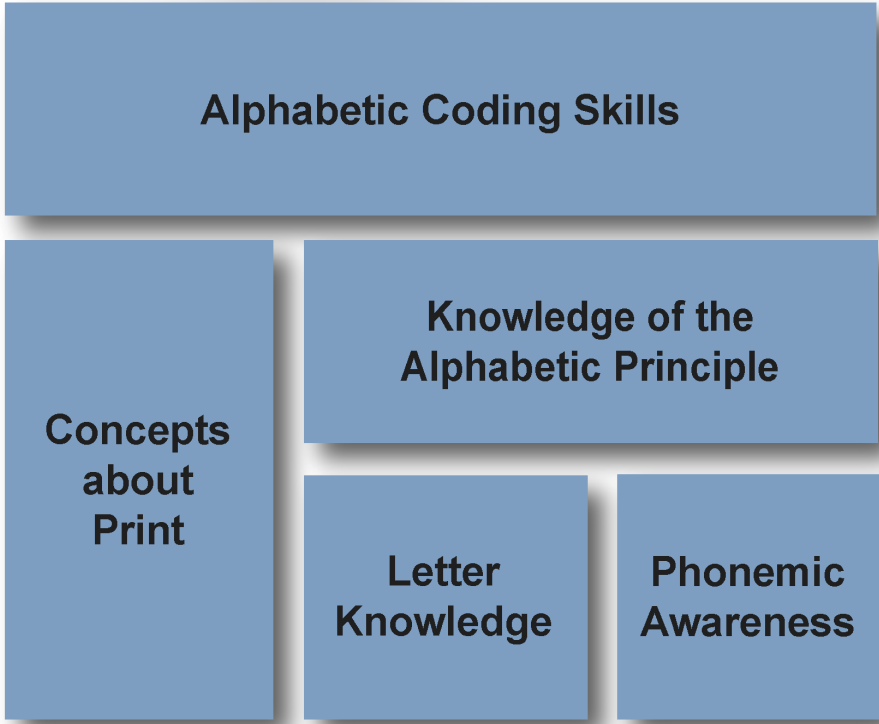 Alphabetic Coding Skills
Knowledge of the
Alphabetic Principle
Concepts
about
Print
Letter
Knowledge
Phonemic
Awareness